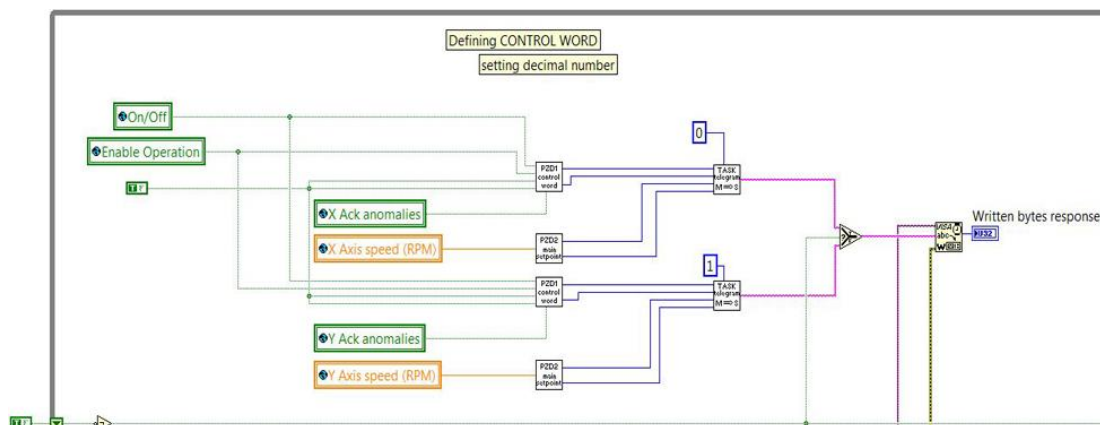 Defining CONTROL WORD
setting decimal number
On/Off
Enable Operation
T F
X Ack anomalies
X Axis speed (RPM)
PZD1
control
word
PZD2
main
setpoint
0
TASK
telegram
M⇨S
PZD1
control
word
Y Ack anomalies
Y Axis speed (RPM)
PZD2
main
setpoint
1
TASK
telegram
M⇨S
Written bytes response
VISA
abc
W
U32
T F